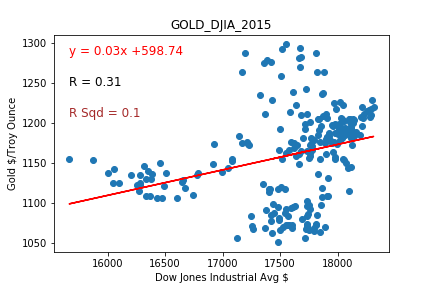 GOLD_DJIA_2015
y = 0.03x +598.74
R = 0.31
R Sqd = 0.1
Gold $/Troy Ounce
1300
1250
1200
1150
1100
1050
16000 16500 17000 17500 18000
Dow Jones Industrial Avg $